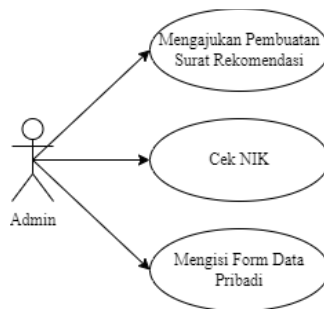 Mengajukan Pembuatan
Surat Rekomendasi
Cek NIK
Admin
Mengisi Form Data
Pribadi